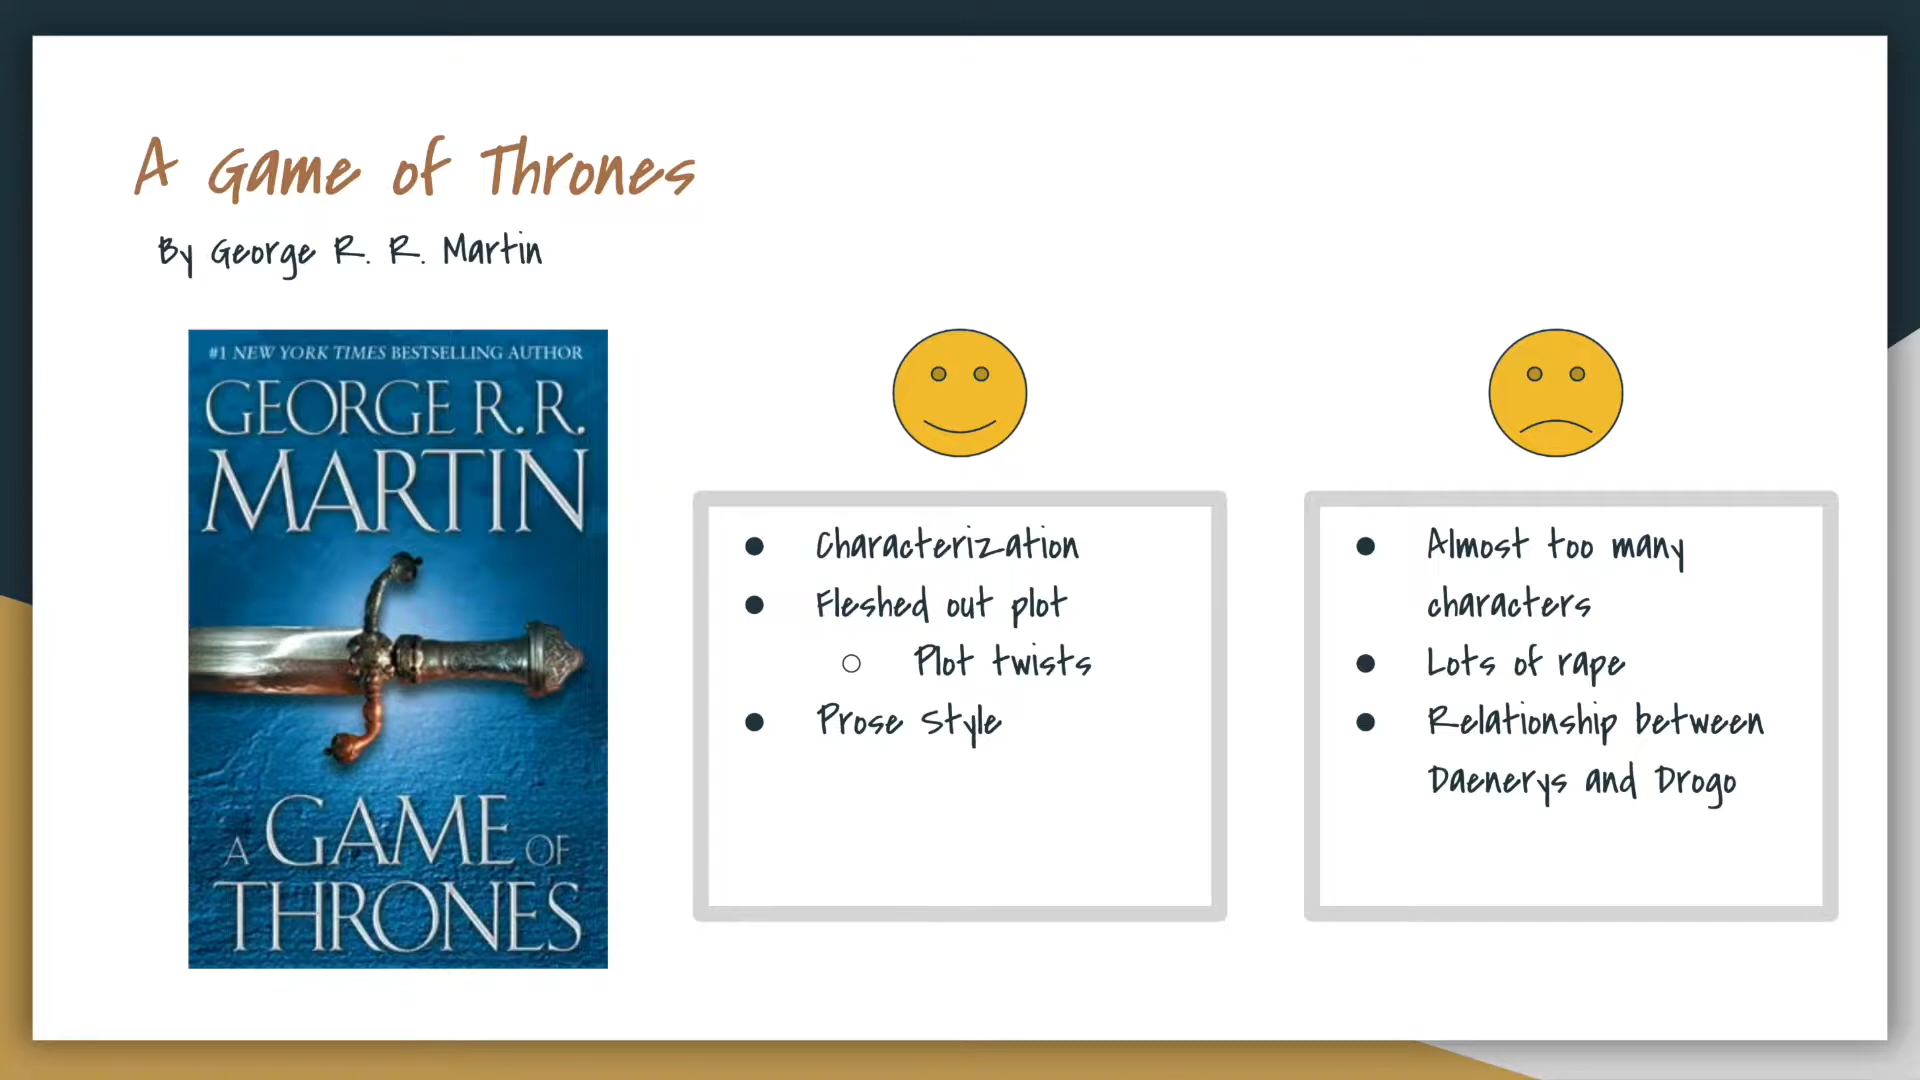 A Game of Thrones
By George R. R. Martin
#1 NEW YORK TIMES BESTSELLING AUTHOR
GEORGE R. R.
MARTIN
A GAME OF
THRONES
● Characterization
● Fleshed out plot
○ Plot twists
● Prose Style
● Almost too many
characters
● Lots of rape
● Relationship between
Daenerys and Drogo